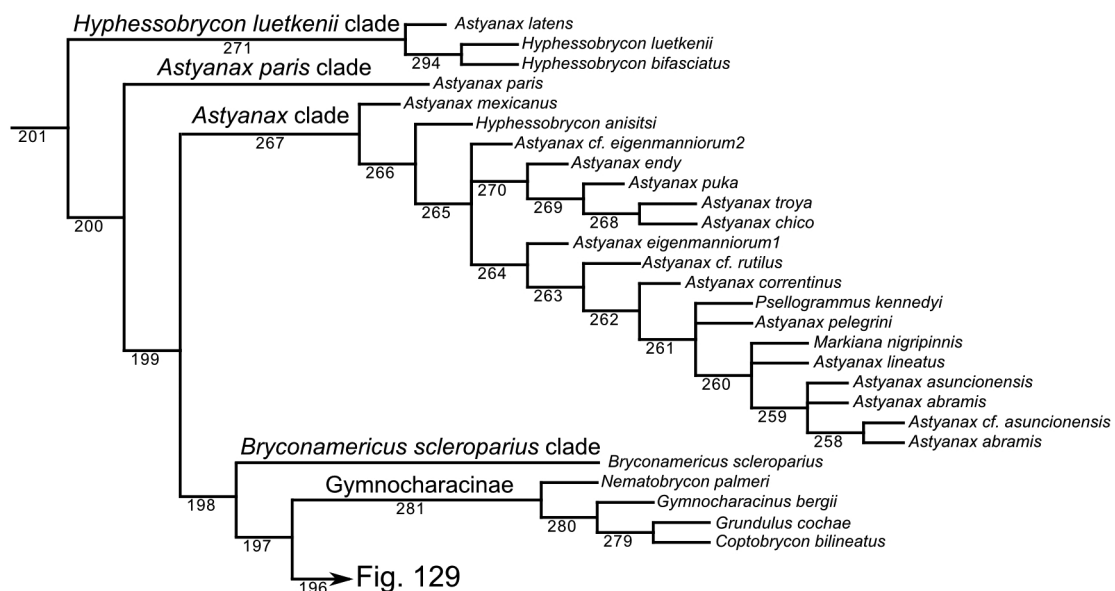 Hyphessobrycon luetkenii clade
Astyanax latens
271
Hyphessobrycon luetkenii
294
Hyphessobrycon bifasciatus
Astyanax paris clade
Astyanax paris
Astyanax mexicanus
Astyanax clade
Hyphessobrycon anisitsi
201
267
Astyanax cf. eigenmanniorum2
266
Astyanax endy
270
Astyanax puka
269
Astyanax troya
265
268
Astyanax chico
200
Astyanax eigenmanniorum1
264
Astyanax cf. rutilus
263
Astyanax correntinus
262
Psellogrammus kennedyi
Astyanax pelegrini
261
Markiana nigripinnis
199
Astyanax lineatus
260
Astyanax asuncionensis
Astyanax abramis
259
Astyanax cf. asuncionensis
258
Astyanax abramis
Bryconamericus scleroparius clade
Bryconamericus scleroparius
Gymnocharacinae
Nematobrycon palmeri
198
281
Gymnocharacinus bergii
280
Grundulus cochae
279
Coptobrycon bilineatus
197
196
Fig. 129